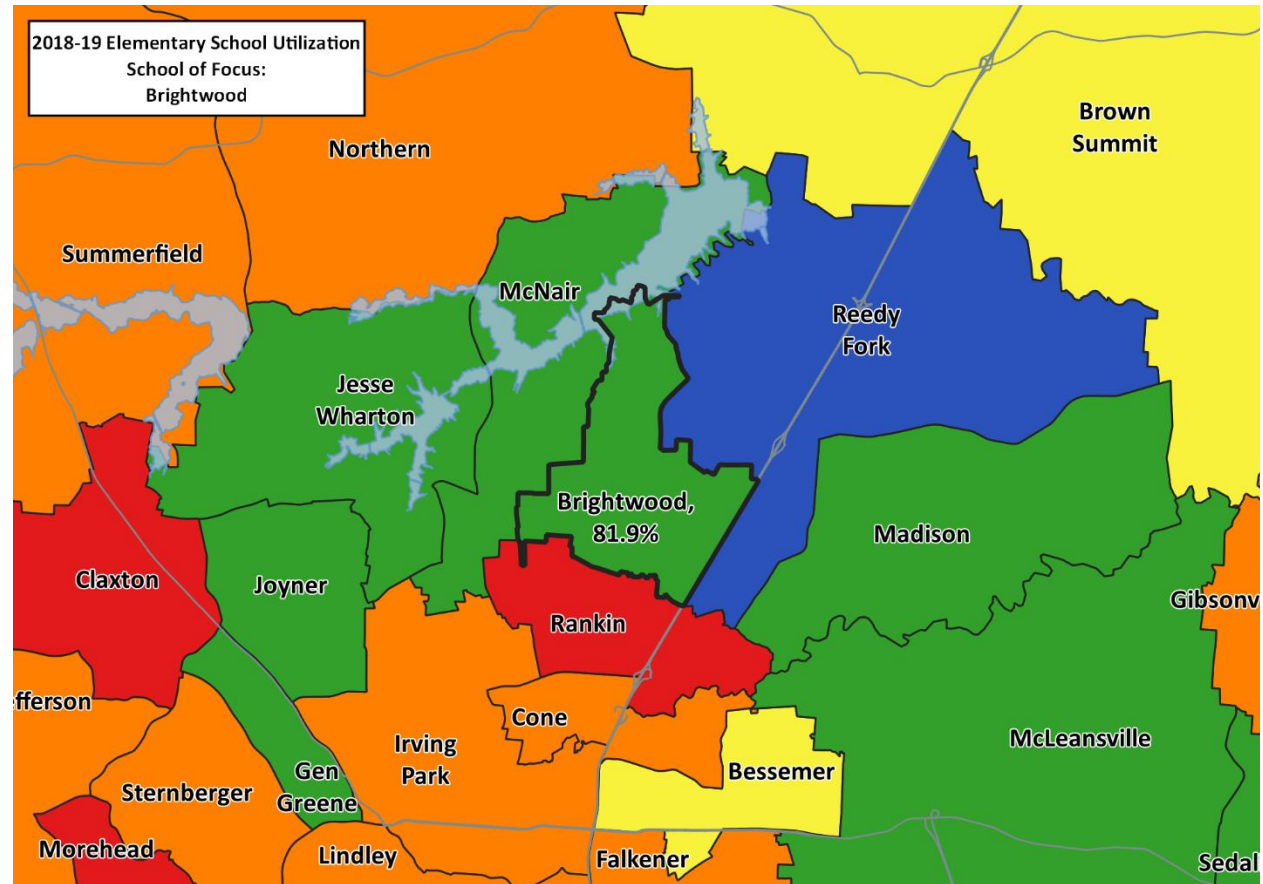 2018-19 Elementary School Utilization
School of Focus:
Brightwood
Brown
Summit
Northern
Summerfield
McNair
Reedy
Fork
Jesse
Wharton
Brightwood,
81.9%
Madison
Claxton
Joyner
Gibsonv
Rankin
efferson
Cone
McLeansville
Irving
Park
Bessemer
Gen
Greene
Sternberger
Morehead
Lindley
Falkener
Sedal